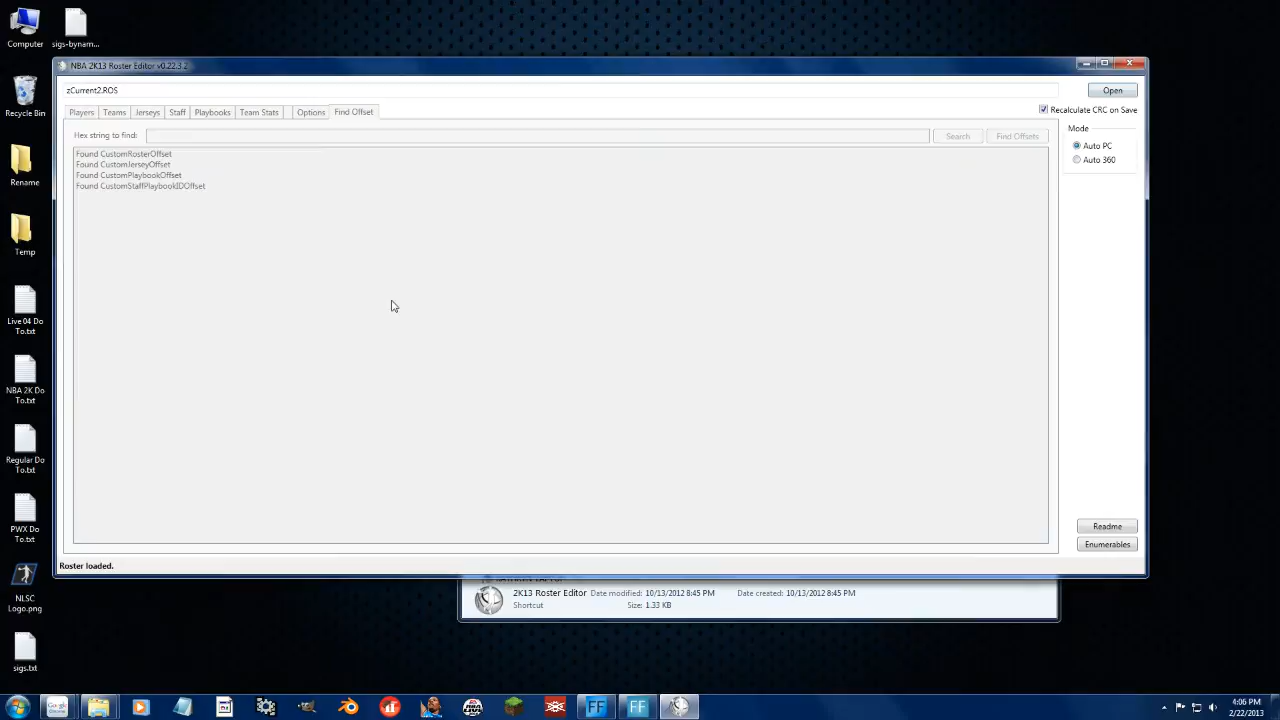 Computer
sigs-bynam...
NBA 2K13 Roster Editor v0.22.3.2
zCurrent2.ROS
Open
Players
Teams
Jerseys
Staff
Playbooks
Team Stats
Options
Find Offset
Recalculate CRC on Save
Hex string to find:
Search
Find Offsets
Mode
Auto PC
Auto 360
Found CustomRosterOffset
Found CustomJerseyOffset
Found CustomPlaybookOffset
Found CustomStaffPlaybookIDOffset
Recycle Bin
Rename
Temp
Live 04 Do
To.txt
NBA 2K Do
To.txt
Regular Do
To.txt
PWX Do
To.txt
NLSC
Logo.png
sigs.txt
Readme
Enumerables
Roster loaded.
2K13 Roster Editor
Date modified: 10/13/2012 8:45 PM
Date created: 10/13/2012 8:45 PM
Shortcut
Size: 1.33 KB
4:06 PM
2/22/2013